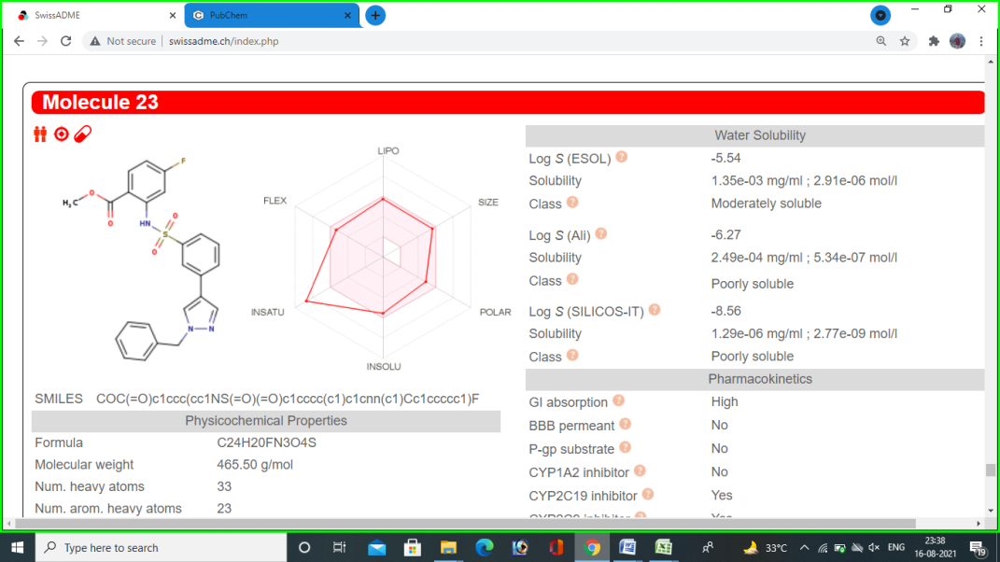 SwissADME
PubChem
Not secure
swissadme.ch/index.php
Molecule 23
F
H3C
O
O
HN
O
S
O
N
N
LIPO
FLEX
SIZE
INSATU
POLAR
INSOLU
SMILES COC(=O)c1ccc(cc1NS(=O)(=O)c1cccc(c1)c1cnn(c1)Cc1ccccc1)F
Physicochemical Properties
Formula C24H20FN3O4S
Molecular weight 465.50 g/mol
Num. heavy atoms 33
Num. arom. heavy atoms 23
Water Solubility
Log S (ESOL) ? -5.54
Solubility 1.35e-03 mg/ml ; 2.91e-06 mol/l
Class ? Moderately soluble
Log S (Ali) ? -6.27
Solubility 2.49e-04 mg/ml ; 5.34e-07 mol/l
Class ? Poorly soluble
Log S (SILICOS-IT) ? -8.56
Solubility 1.29e-06 mg/ml ; 2.77e-09 mol/l
Class ? Poorly soluble
Pharmacokinetics
GI absorption ? High
BBB permeant ? No
P-gp substrate ? No
CYP1A2 inhibitor ? No
CYP2C19 inhibitor ? Yes
Type here to search
33°C
ENG
23:38
16-08-2021
19